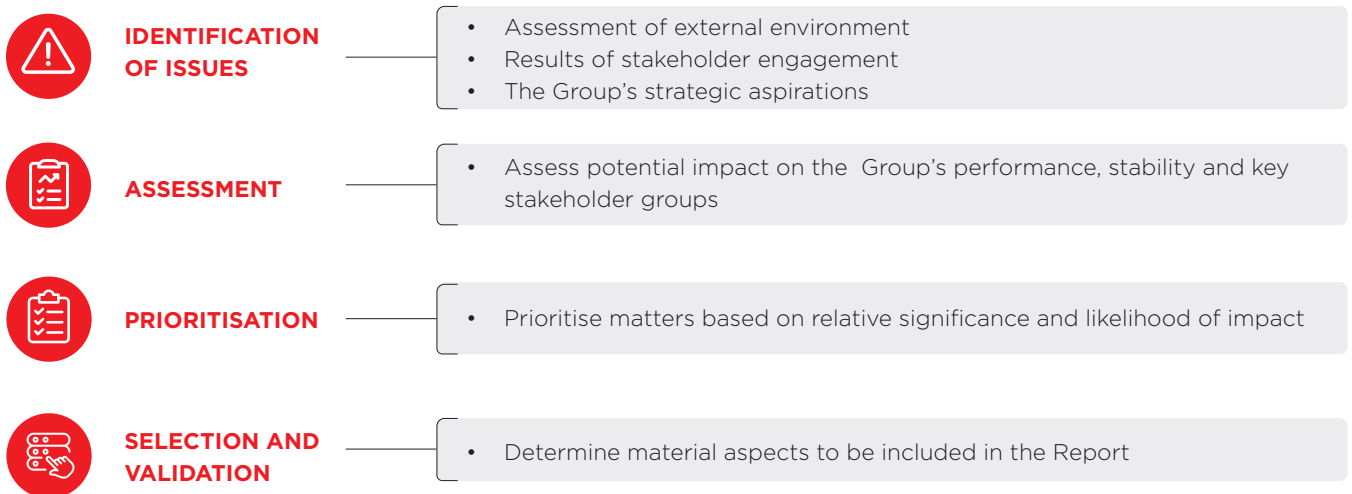 IDENTIFICATION
OF ISSUES
• Assessment of external environment
• Results of stakeholder engagement
• The Group’s strategic aspirations
ASSESSMENT
• Assess potential impact on the Group’s performance, stability and key
stakeholder groups
PRIORITISATION
• Prioritise matters based on relative significance and likelihood of impact
SELECTION AND
VALIDATION
• Determine material aspects to be included in the Report